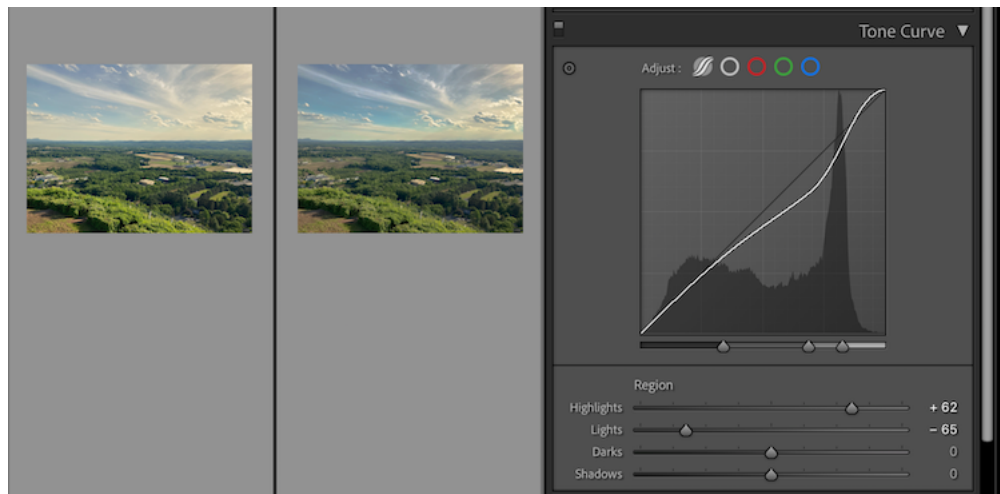 Tone Curve
Adjust :
Region
Highlights + 62
Lights − 65
Darks 0
Shadows 0